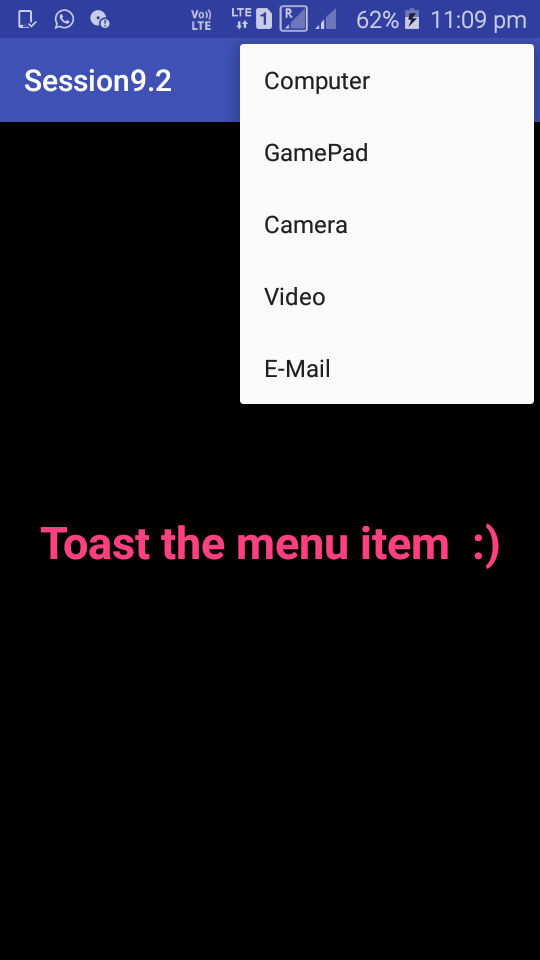 Vo)) LTE LTE 1 R 62% 11:09 pm
Session9.2
Computer
GamePad
Camera
Video
E-Mail
Toast the menu item :)